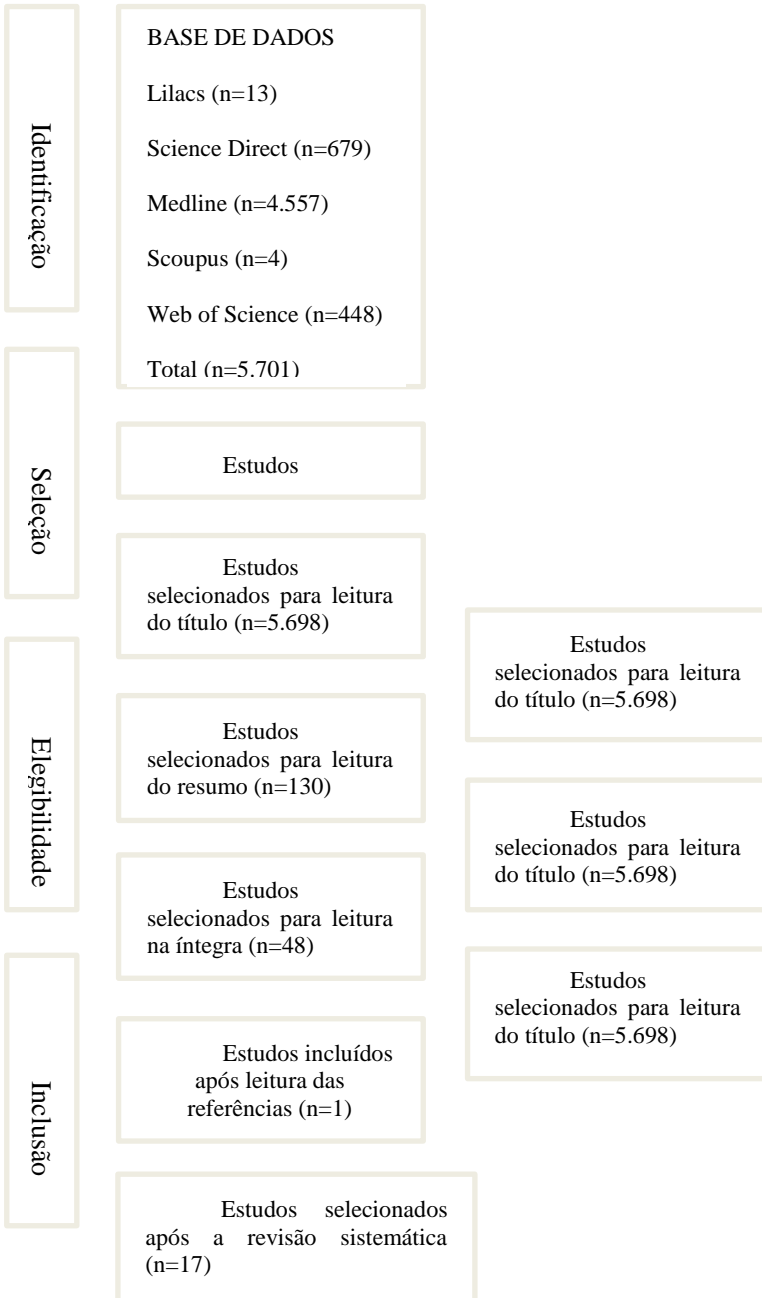 Identificação
BASE DE DADOS
Lilacs (n=13)
Science Direct (n=679)
Medline (n=4.557)
Scoupus (n=4)
Web of Science (n=448)
Total (n=5.701)
Seleção
Estudos
Estudos
selecionados para leitura
do título (n=5.698)
Estudos
selecionados para leitura
do título (n=5.698)
Elegibilidade
Estudos
selecionados para leitura
do resumo (n=130)
Estudos
selecionados para leitura
do título (n=5.698)
Estudos
selecionados para leitura
na íntegra (n=48)
Estudos
selecionados para leitura
do título (n=5.698)
Inclusão
Estudos incluídos
após leitura das
referências (n=1)
Estudos selecionados
após a revisão sistemática
(n=17)